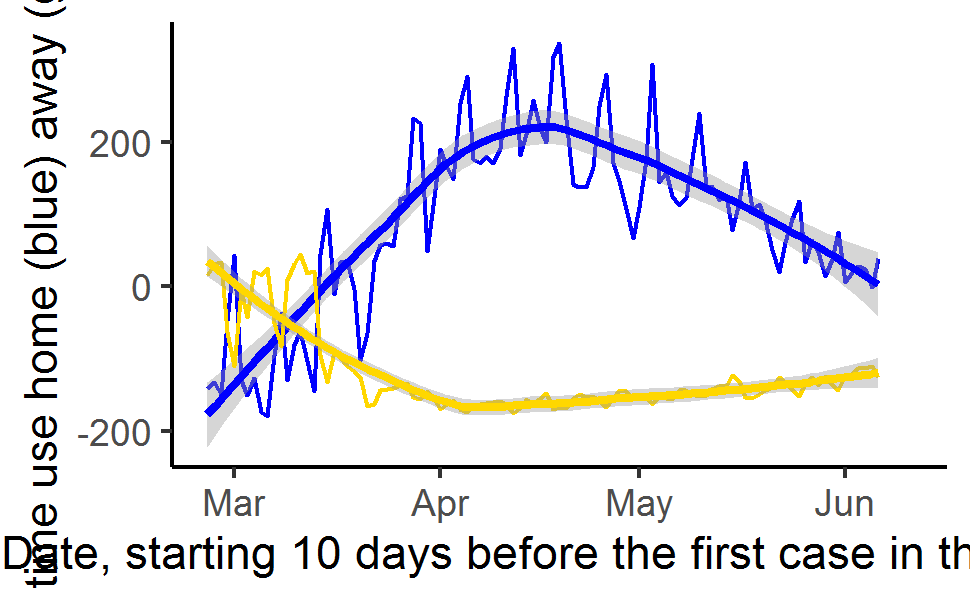 time use home (blue) away (
200
0
-200
Mar Apr May Jun
Date, starting 10 days before the first case in th